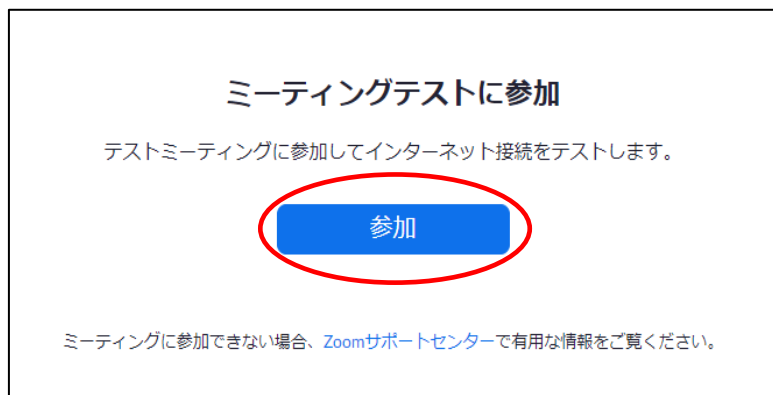 ミーティングテストに参加
テストミーティングに参加してインターネット接続をテストします。
参加
ミーティングに参加できない場合、Zoomサポートセンターで有用な情報をご覧ください。